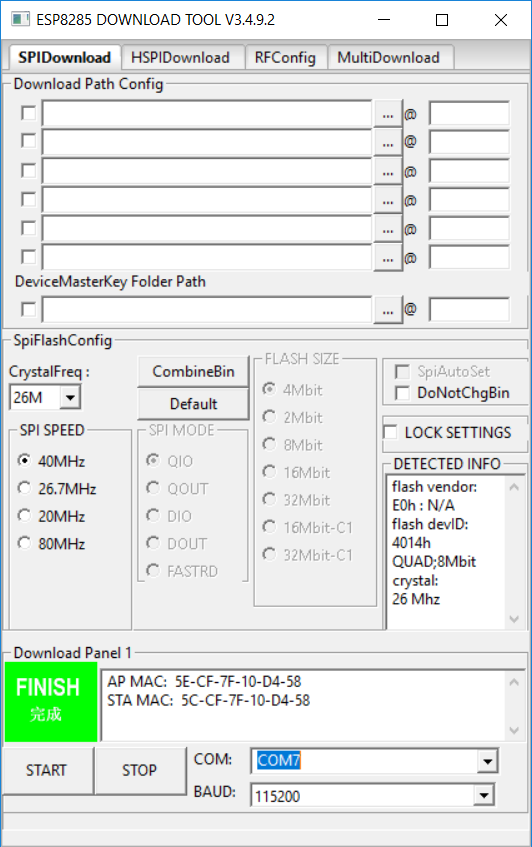 ESP8285 DOWNLOAD TOOL V3.4.9.2
SPIDownload HSPIDownload RFConfig MultiDownload
Download Path Config
... @
... @
... @
... @
... @
... @
DeviceMasterKey Folder Path
... @
SpiFlashConfig
CrystalFreq :
26M
CombineBin
Default
SPI SPEED
40MHz
26.7MHz
20MHz
80MHz
SPI MODE
QIO
QOUT
DIO
DOUT
FASTRD
FLASH SIZE
4Mbit
2Mbit
8Mbit
16Mbit
32Mbit
16Mbit-C1
32Mbit-C1
SpiAutoSet
DoNotChgBin
LOCK SETTINGS
DETECTED INFO
flash vendor:
E0h : N/A
flash devID:
4014h
QUAD;8Mbit
crystal:
26 Mhz
Download Panel 1
FINISH
完成
AP MAC: 5E-CF-7F-10-D4-58
STA MAC: 5C-CF-7F-10-D4-58
START STOP
COM: COM7
BAUD: 115200